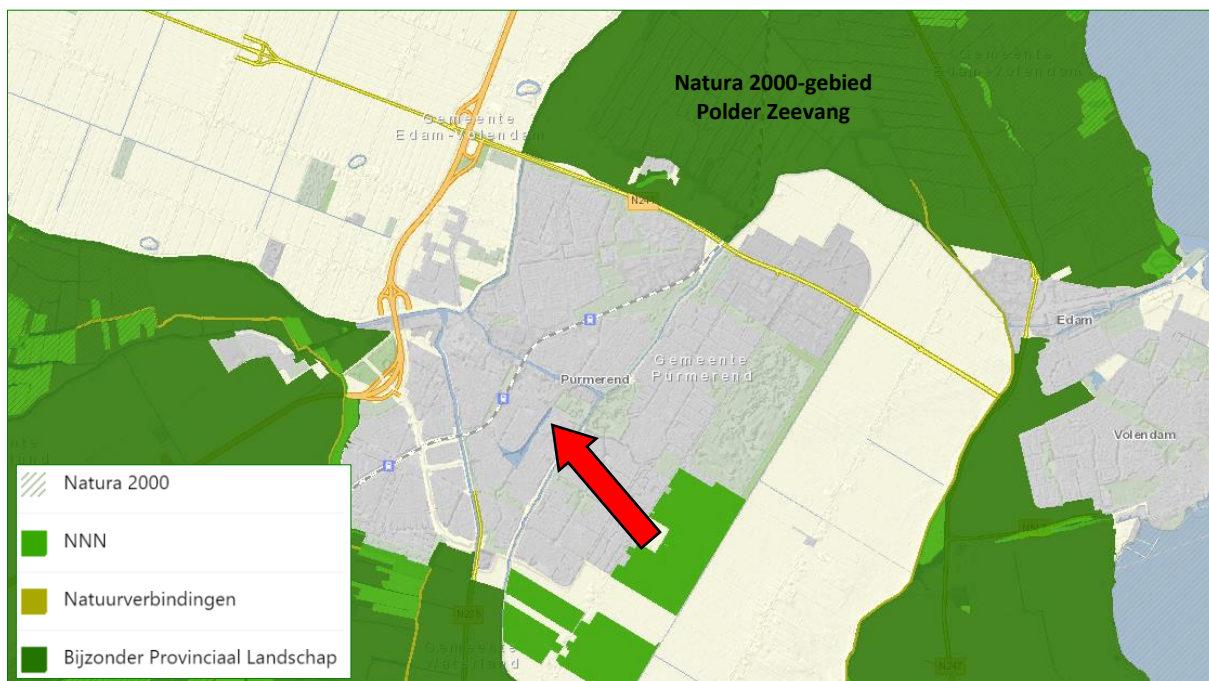 Natura 2000-gebied
Polder Zeevang
Gemeente
Edam-Volendam
Gemeente
Edam-Volendam
N244
Edam
Gemeente
Purmerend
Purmerend
Volendam
Natura 2000
NNN
Natuurverbindingen
Bijzonder Provinciaal Landschap
N235
Gemeente
Waterland
N247